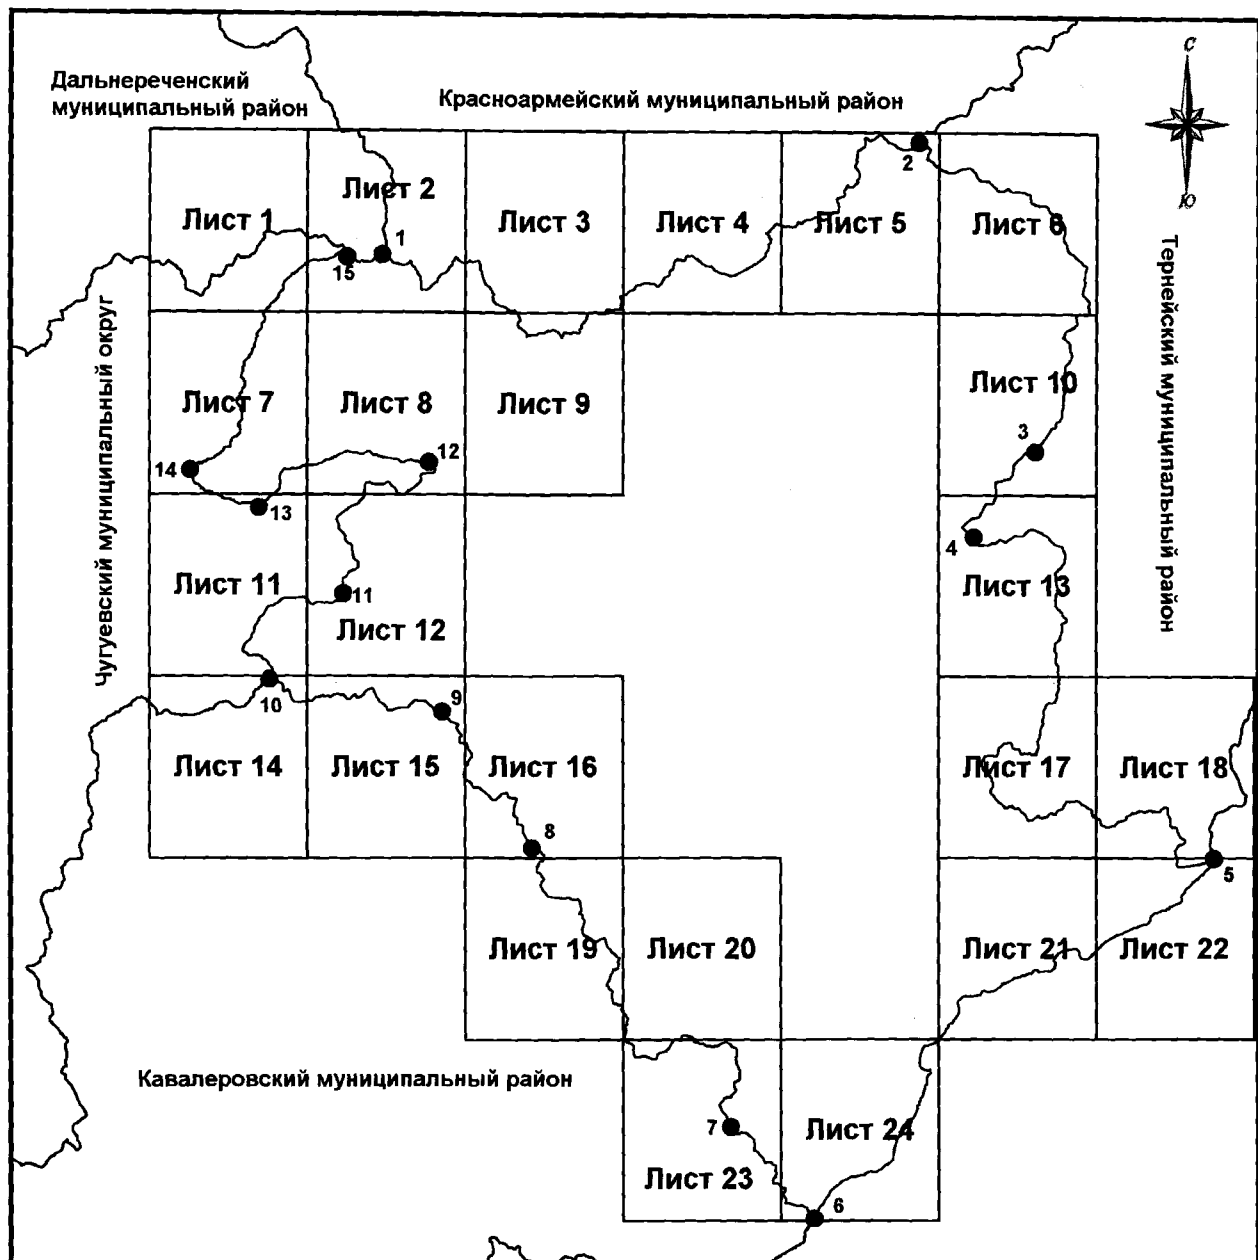 С
Дальнереченский
муниципальный район
Красноармейский муниципальный район
2
Лист 2
Лист 1
Лист 3
Лист 4
Лист 5
Лист 6
Ю
1
15
Чугуевский муниципальный округ
Тернейский муниципальный район
Лист 7
Лист 8
Лист 9
Лист 10
3
12
14
13
4
Лист 11
11
Лист 12
Лист 13
10
9
Лист 14
Лист 15
Лист 16
Лист 17
Лист 18
8
5
Лист 19
Лист 20
Лист 21
Лист 22
Кавалеровский муниципальный район
7
Лист 24
Лист 23
6